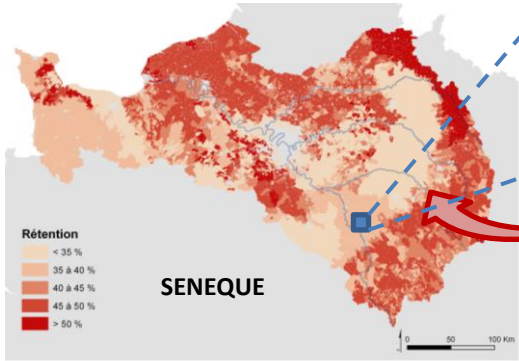 Rétention
< 35 %
35 à 40 %
40 à 45 %
45 à 50 %
> 50 %
SENEQUE
0 50 100 Km